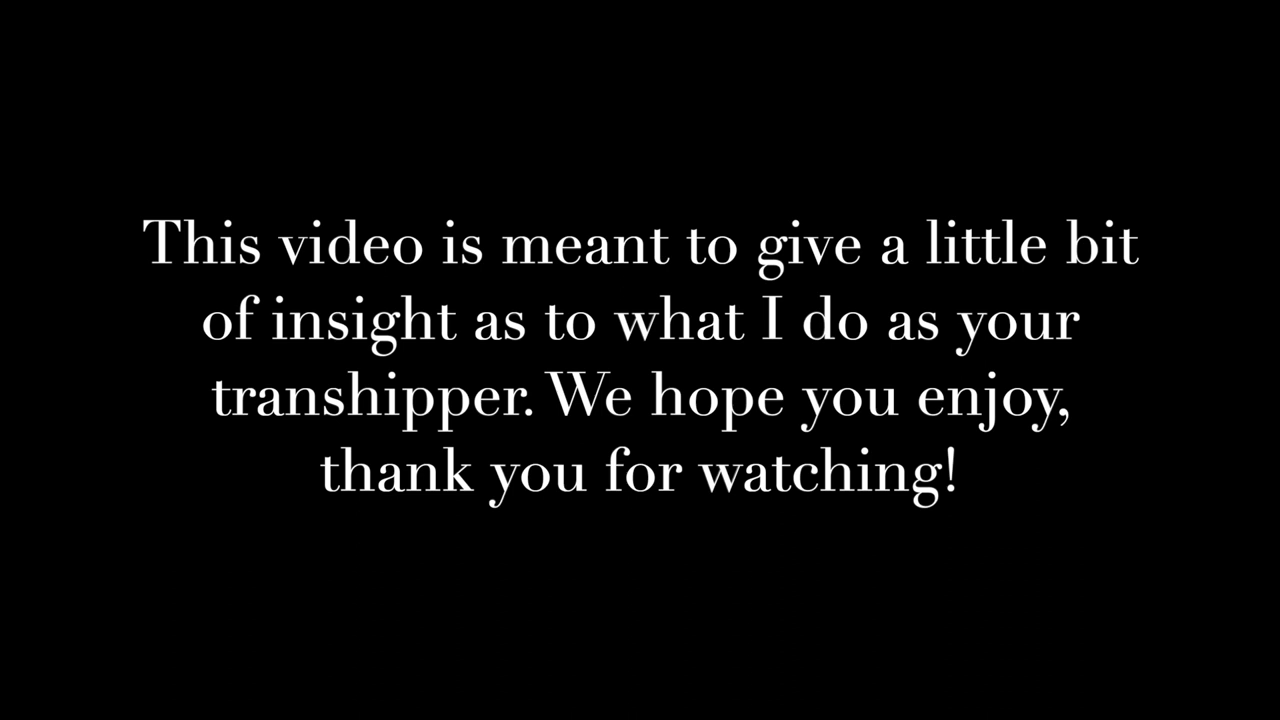 This video is meant to give a little bit
of insight as to what I do as your
transhipper. We hope you enjoy,
thank you for watching!